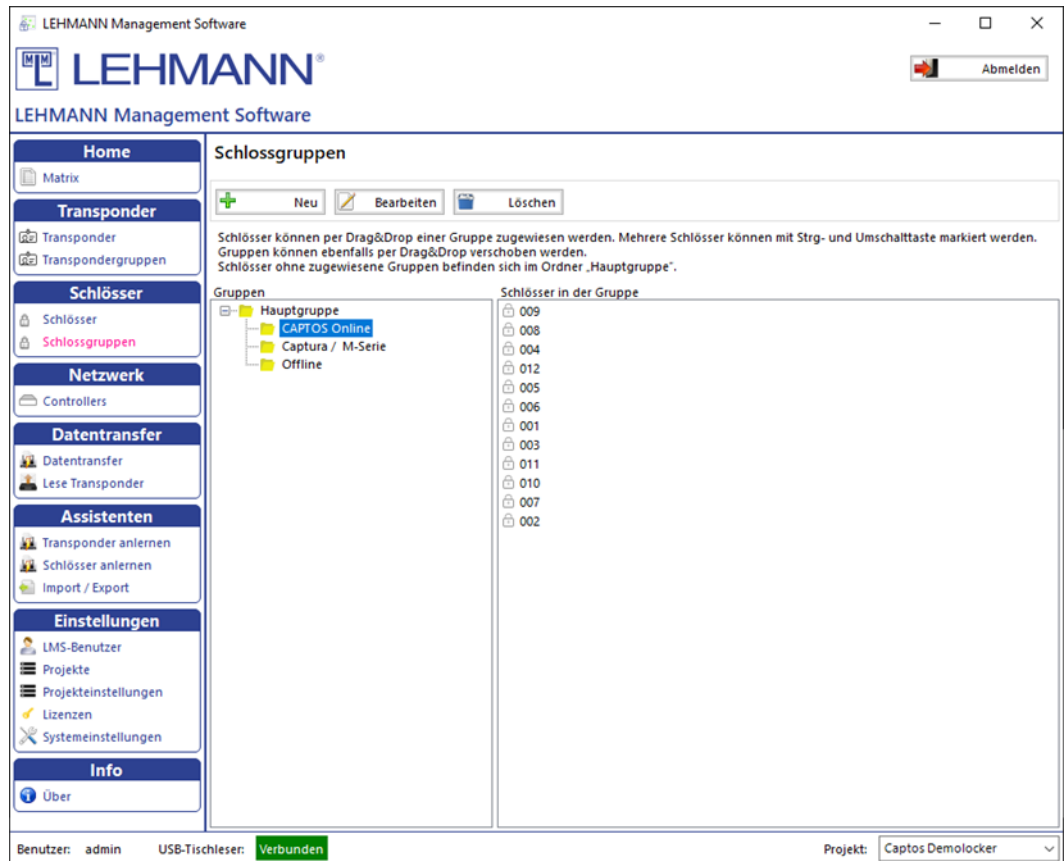 LEHMANN Management Software
LEHMANN®
Abmelden
LEHMANN Management Software
Home
Matrix
Transponder
Transponder
Transpondergruppen
Schlösser
Schlösser
Schlossgruppen
Netzwerk
Controllers
Datentransfer
Datentransfer
Lese Transponder
Assistenten
Transponder anlernen
Schlösser anlernen
Import / Export
Einstellungen
LMS-Benutzer
Projekte
Projekteinstellungen
Lizenzen
Systemeinstellungen
Info
Über
Schlossgruppen
Neu Bearbeiten Löschen
Schlösser können per Drag&Drop einer Gruppe zugewiesen werden. Mehrere Schlösser können mit Strg- und Umschalttaste markiert werden.
Gruppen können ebenfalls per Drag&Drop verschoben werden.
Schlösser ohne zugewiesene Gruppen befinden sich im Ordner „Hauptgruppe".
Gruppen
Hauptgruppe
CAPTOS Online
Captura / M-Serie
Offline
Schlösser in der Gruppe
009
008
004
012
005
006
001
003
011
010
007
002
Benutzer: admin USB-Tischleser: Verbunden Projekt: Captos Demolocker